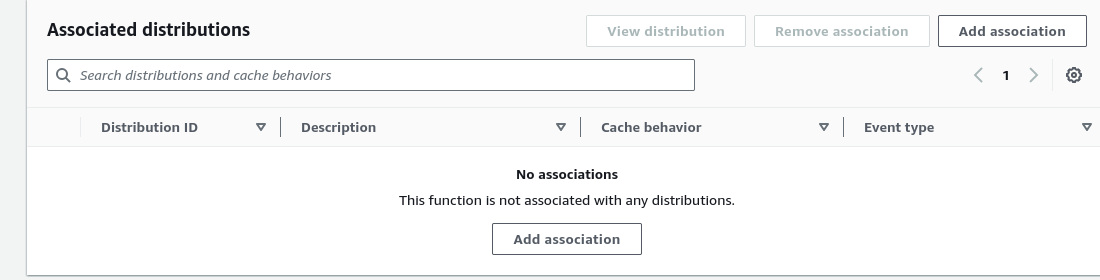 Associated distributions
View distribution
Remove association
Add association
Search distributions and cache behaviors
1
Distribution ID
Description
Cache behavior
Event type
No associations
This function is not associated with any distributions.
Add association